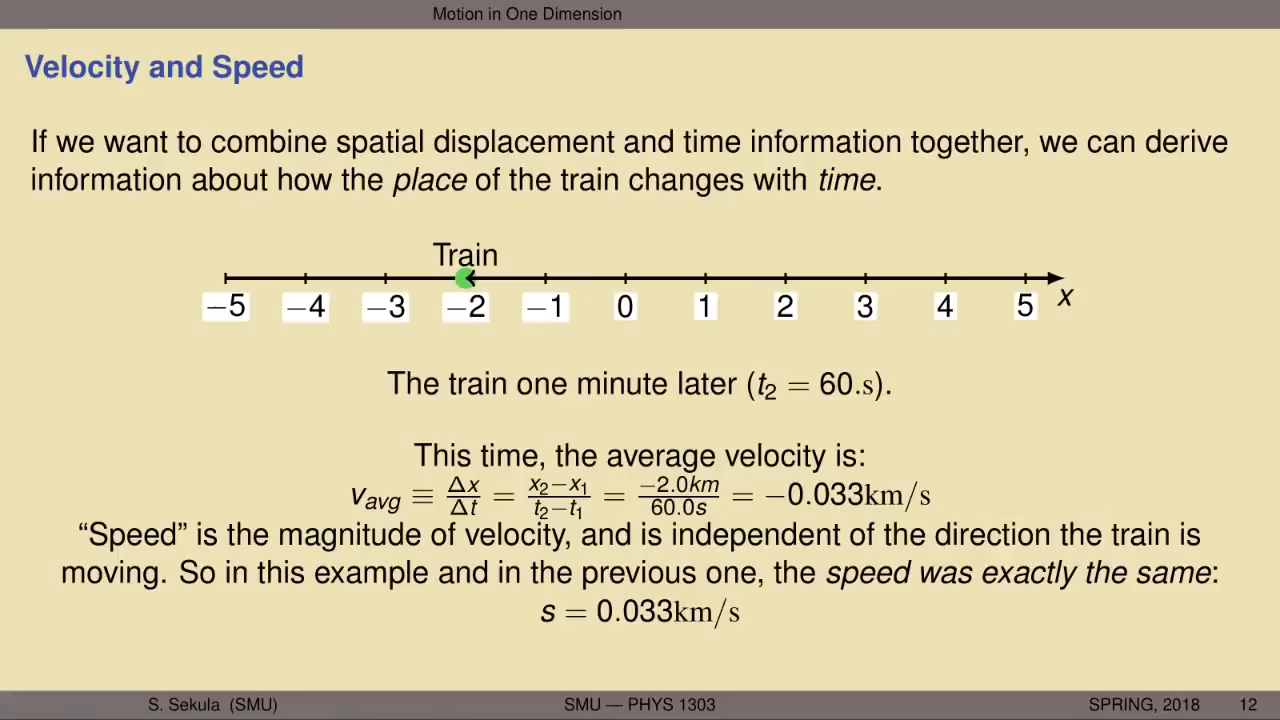 Motion in One Dimension
Velocity and Speed
If we want to combine spatial displacement and time information together, we can derive
information about how the place of the train changes with time.
Train
−5 −4 −3 −2 −1 0 1 2 3 4 5 x
The train one minute later (t₂ = 60.s).
This time, the average velocity is:
v_avg ≡ Δx/Δt = x₂−x₁/t₂−t₁ = −2.0km/60.0s = −0.033km/s
“Speed” is the magnitude of velocity, and is independent of the direction the train is
moving. So in this example and in the previous one, the speed was exactly the same:
s = 0.033km/s
S. Sekula (SMU) SMU — PHYS 1303 SPRING, 2018 12